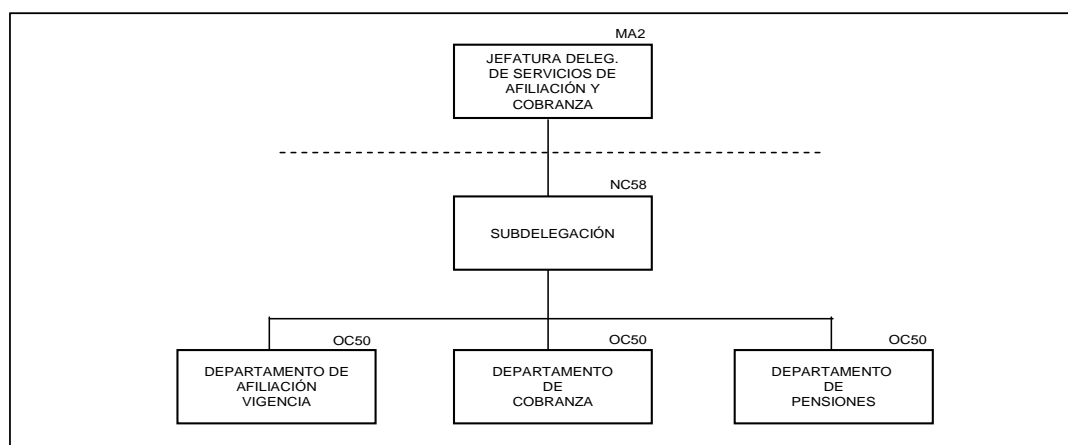 MA2
JEFATURA DELEG.
DE SERVICIOS DE
AFILIACIÓN Y
COBRANZA
NC58
SUBDELEGACIÓN
OC50
DEPARTAMENTO DE
AFILIACIÓN
VIGENCIA
OC50
DEPARTAMENTO
DE
COBRANZA
OC50
DEPARTAMENTO
DE
PENSIONES